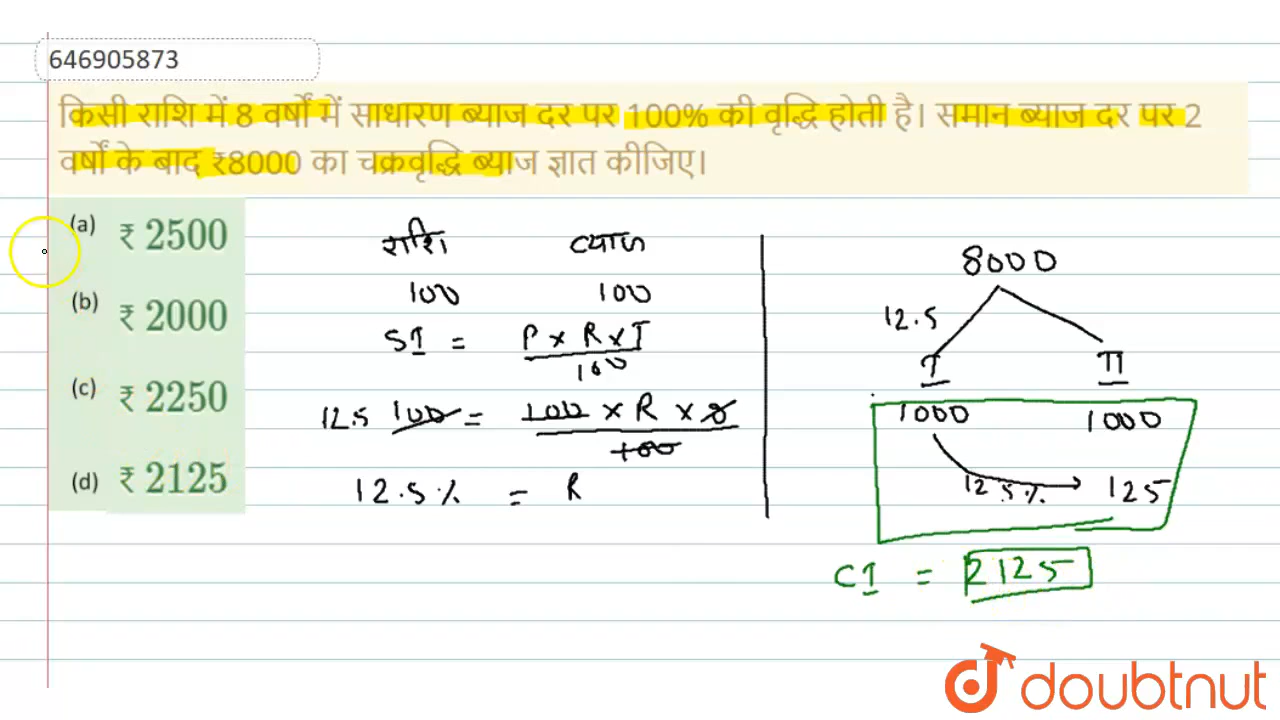 646905873
किसी राशि में 8 वर्षों में साधारण ब्याज दर पर 100% की वृद्धि होती है। समान ब्याज दर पर 2
वर्षों के बाद ₹8000 का चक्रवृद्धि ब्याज ज्ञात कीजिए।
(a) ₹ 2500
(b) ₹ 2000
(c) ₹ 2250
(d) ₹ 2125
राशि ब्याज
100 100
SI = P × R × T
100
12.5 100 = 100 × R × 8
100
12.5% = R
8000
12.5
I II
1000 1000
12.5% 125
CI = 2125
doubtnut